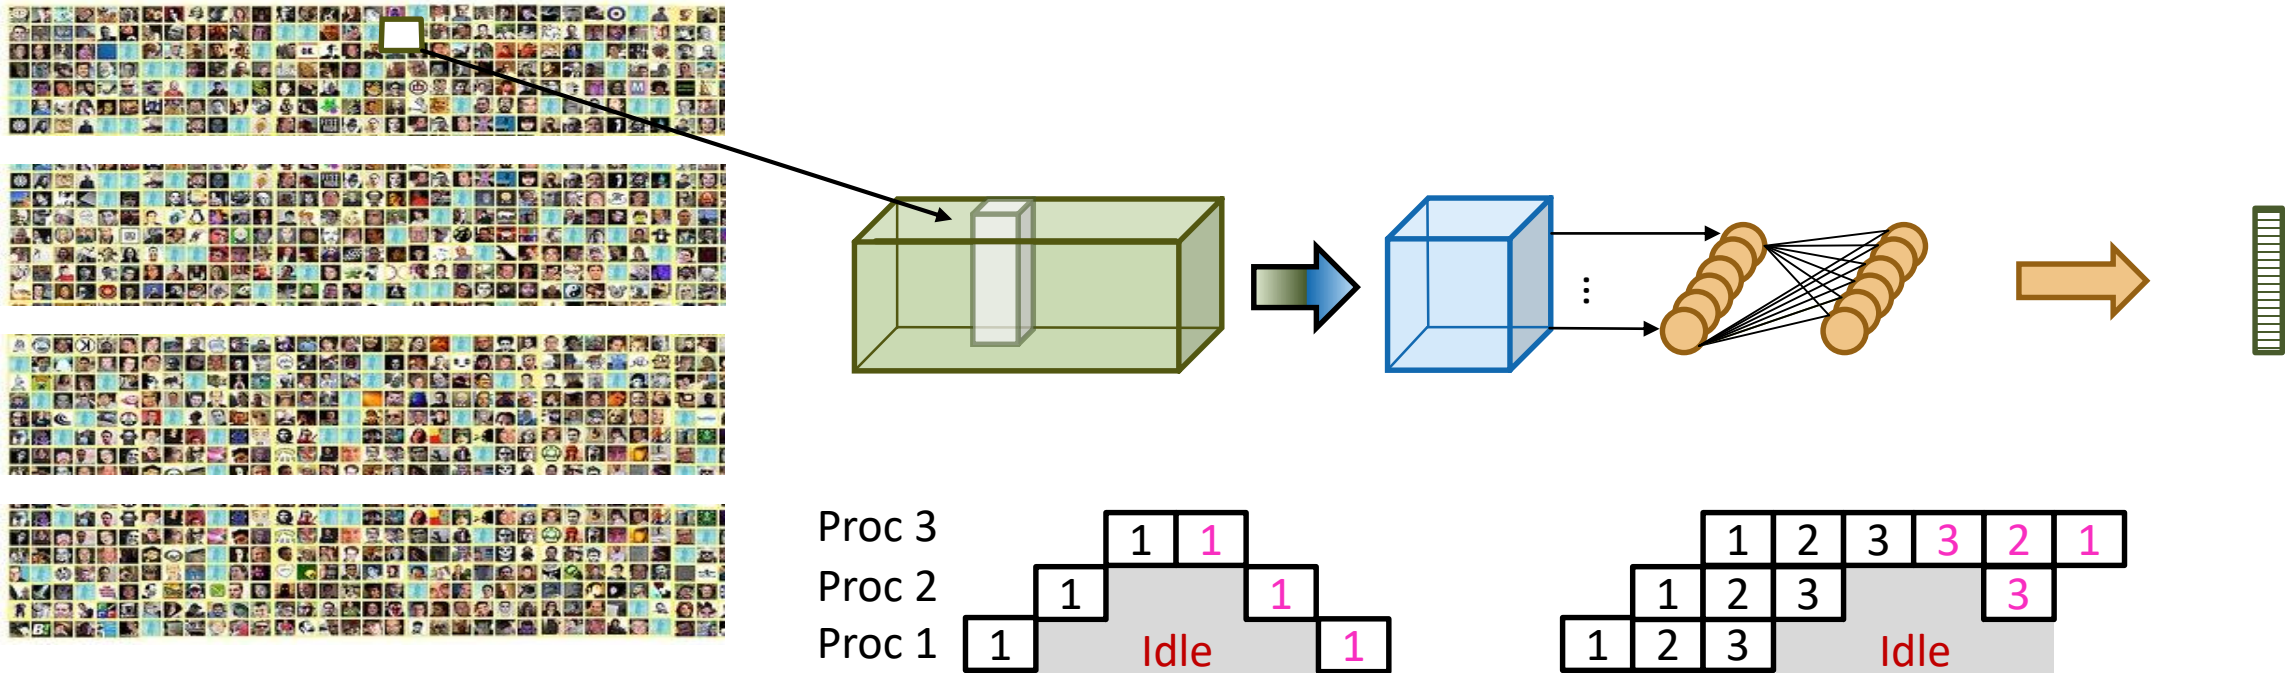 ⋮
Proc 3 1 1 1 2 3 3 2 1
Proc 2 1 1 1 2 3 3
Proc 1 1 Idle 1 1 2 3 Idle